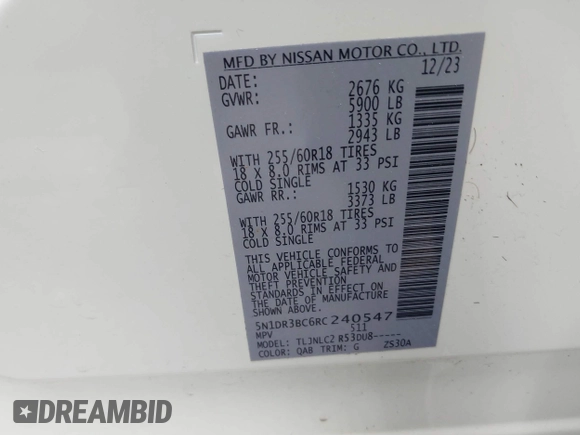 MFD BY NISSAN MOTOR CO., LTD.
DATE: 12/23
GVWR: 2676 KG
5900 LB
GAWR FR.: 1335 KG
2943 LB
WITH 255/60R18 TIRES
18 X 8.0 RIMS AT 33 PSI
COLD SINGLE
GAWR RR.: 1530 KG
3373 LB
WITH 255/60R18 TIRES
18 X 8.0 RIMS AT 33 PSI
COLD SINGLE
THIS VEHICLE CONFORMS TO
ALL APPLICABLE FEDERAL
MOTOR VEHICLE SAFETY AND
THEFT PREVENTION
STANDARDS IN EFFECT ON
THE DATE OF MANUFACTURE
SHOWN ABOVE.
5N1DR3BC6RC240547
MPV 511
MODEL: TLJNLC2 R53DU8-----
COLOR: QAB TRIM: G ZS30A
DREAMBID